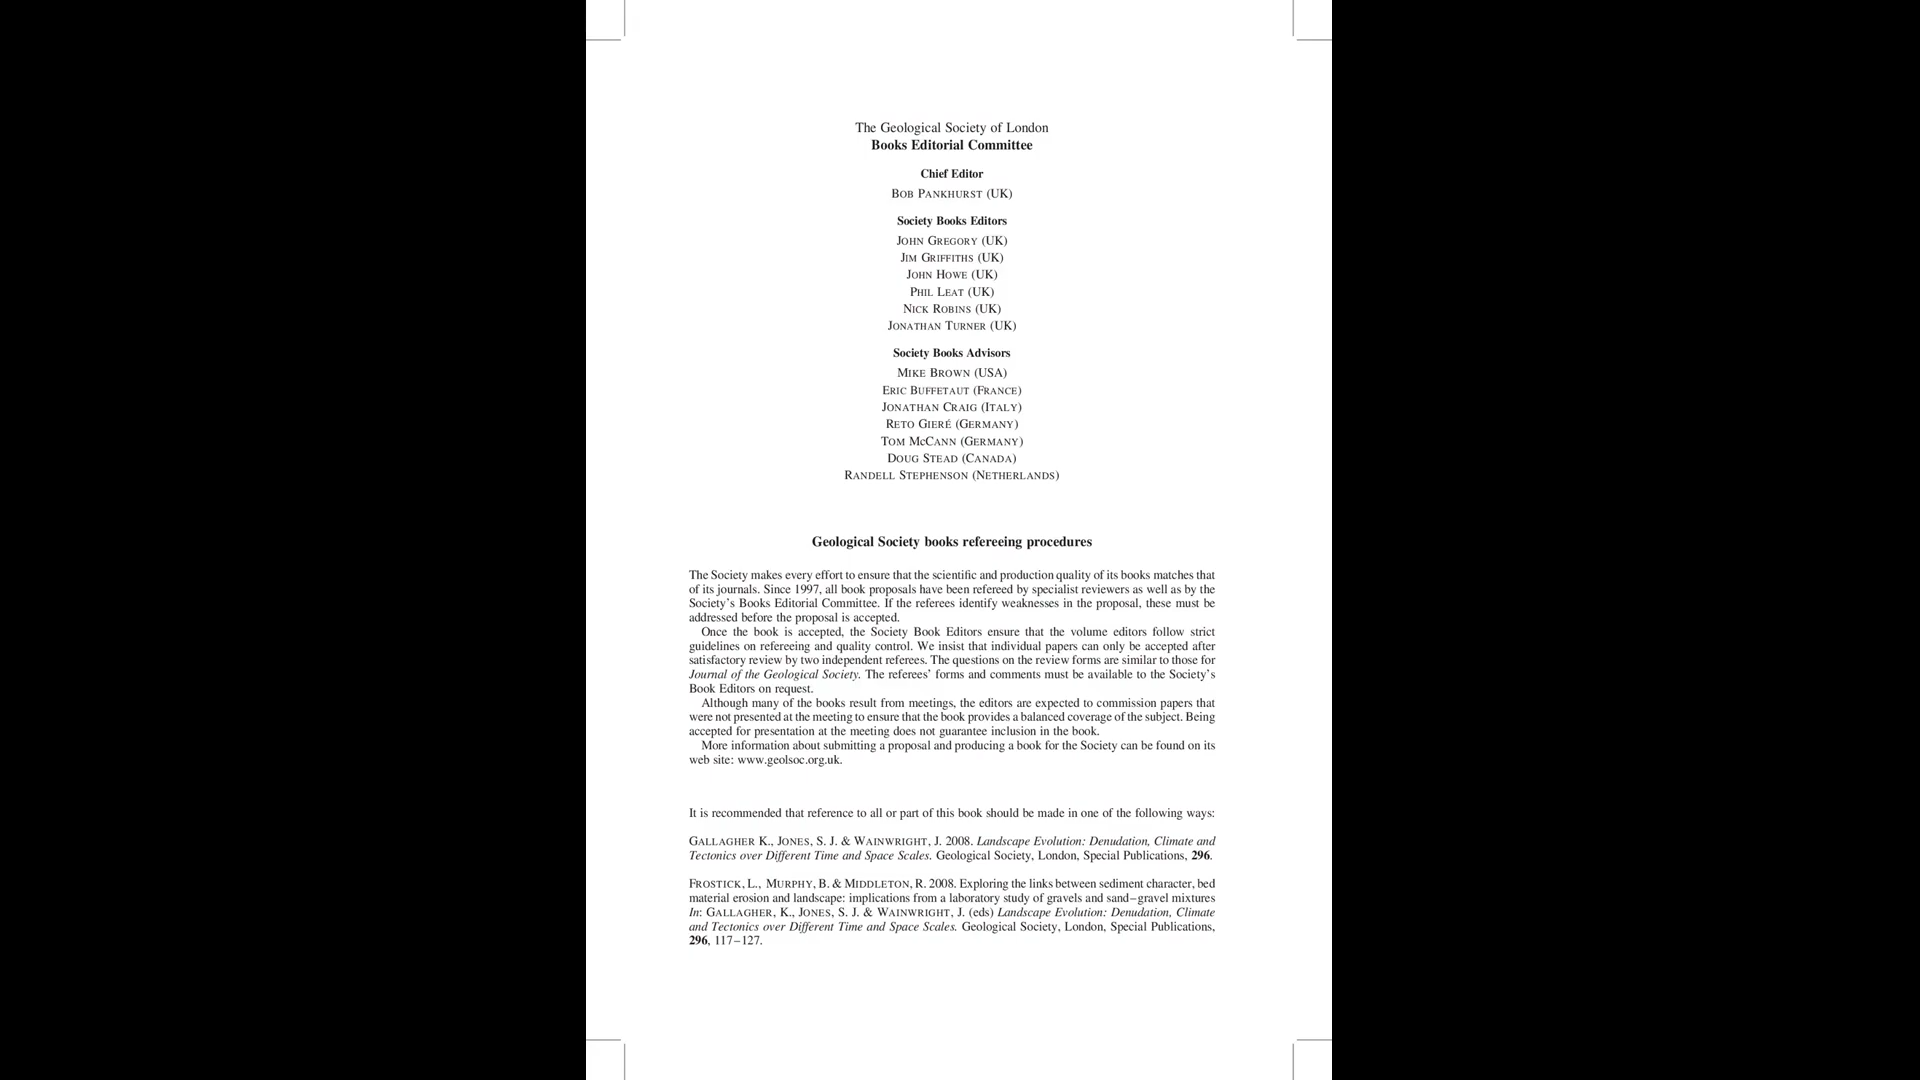 The Geological Society of London
Books Editorial Committee
Chief Editor
BOB PANKHURST (UK)
Society Books Editors
JOHN GREGORY (UK)
JIM GRIFFITHS (UK)
JOHN HOWE (UK)
PHIL LEAT (UK)
NICK ROBINS (UK)
JONATHAN TURNER (UK)
Society Books Advisors
MIKE BROWN (USA)
ERIC BUFFETAUT (FRANCE)
JONATHAN CRAIG (ITALY)
RETO GIERÉ (GERMANY)
TOM MCCANN (GERMANY)
DOUG STEAD (CANADA)
RANDELL STEPHENSON (NETHERLANDS)
Geological Society books refereeing procedures
The Society makes every effort to ensure that the scientific and production quality of its books matches that
of its journals. Since 1997, all book proposals have been refereed by specialist reviewers as well as by the
Society's Books Editorial Committee. If the referees identify weaknesses in the proposal, these must be
addressed before the proposal is accepted.
Once the book is accepted, the Society Book Editors ensure that the volume editors follow strict
guidelines on refereeing and quality control. We insist that individual papers can only be accepted after
satisfactory review by two independent referees. The questions on the review forms are similar to those for
Journal of the Geological Society. The referees' forms and comments must be available to the Society's
Book Editors on request.
Although many of the books result from meetings, the editors are expected to commission papers that
were not presented at the meeting to ensure that the book provides a balanced coverage of the subject. Being
accepted for presentation at the meeting does not guarantee inclusion in the book.
More information about submitting a proposal and producing a book for the Society can be found on its
web site: www.geolsoc.org.uk.
It is recommended that reference to all or part of this book should be made in one of the following ways:
GALLAGHER K., JONES, S. J. & WAINWRIGHT, J. 2008. Landscape Evolution: Denudation, Climate and
Tectonics over Different Time and Space Scales. Geological Society, London, Special Publications, 296.
FROSTICK, L., MURPHY, B. & MIDDLETON, R. 2008. Exploring the links between sediment character, bed
material erosion and landscape: implications from a laboratory study of gravels and sand–gravel mixtures
In: GALLAGHER, K., JONES, S. J. & WAINWRIGHT, J. (eds) Landscape Evolution: Denudation, Climate
and Tectonics over Different Time and Space Scales. Geological Society, London, Special Publications,
296, 117–127.